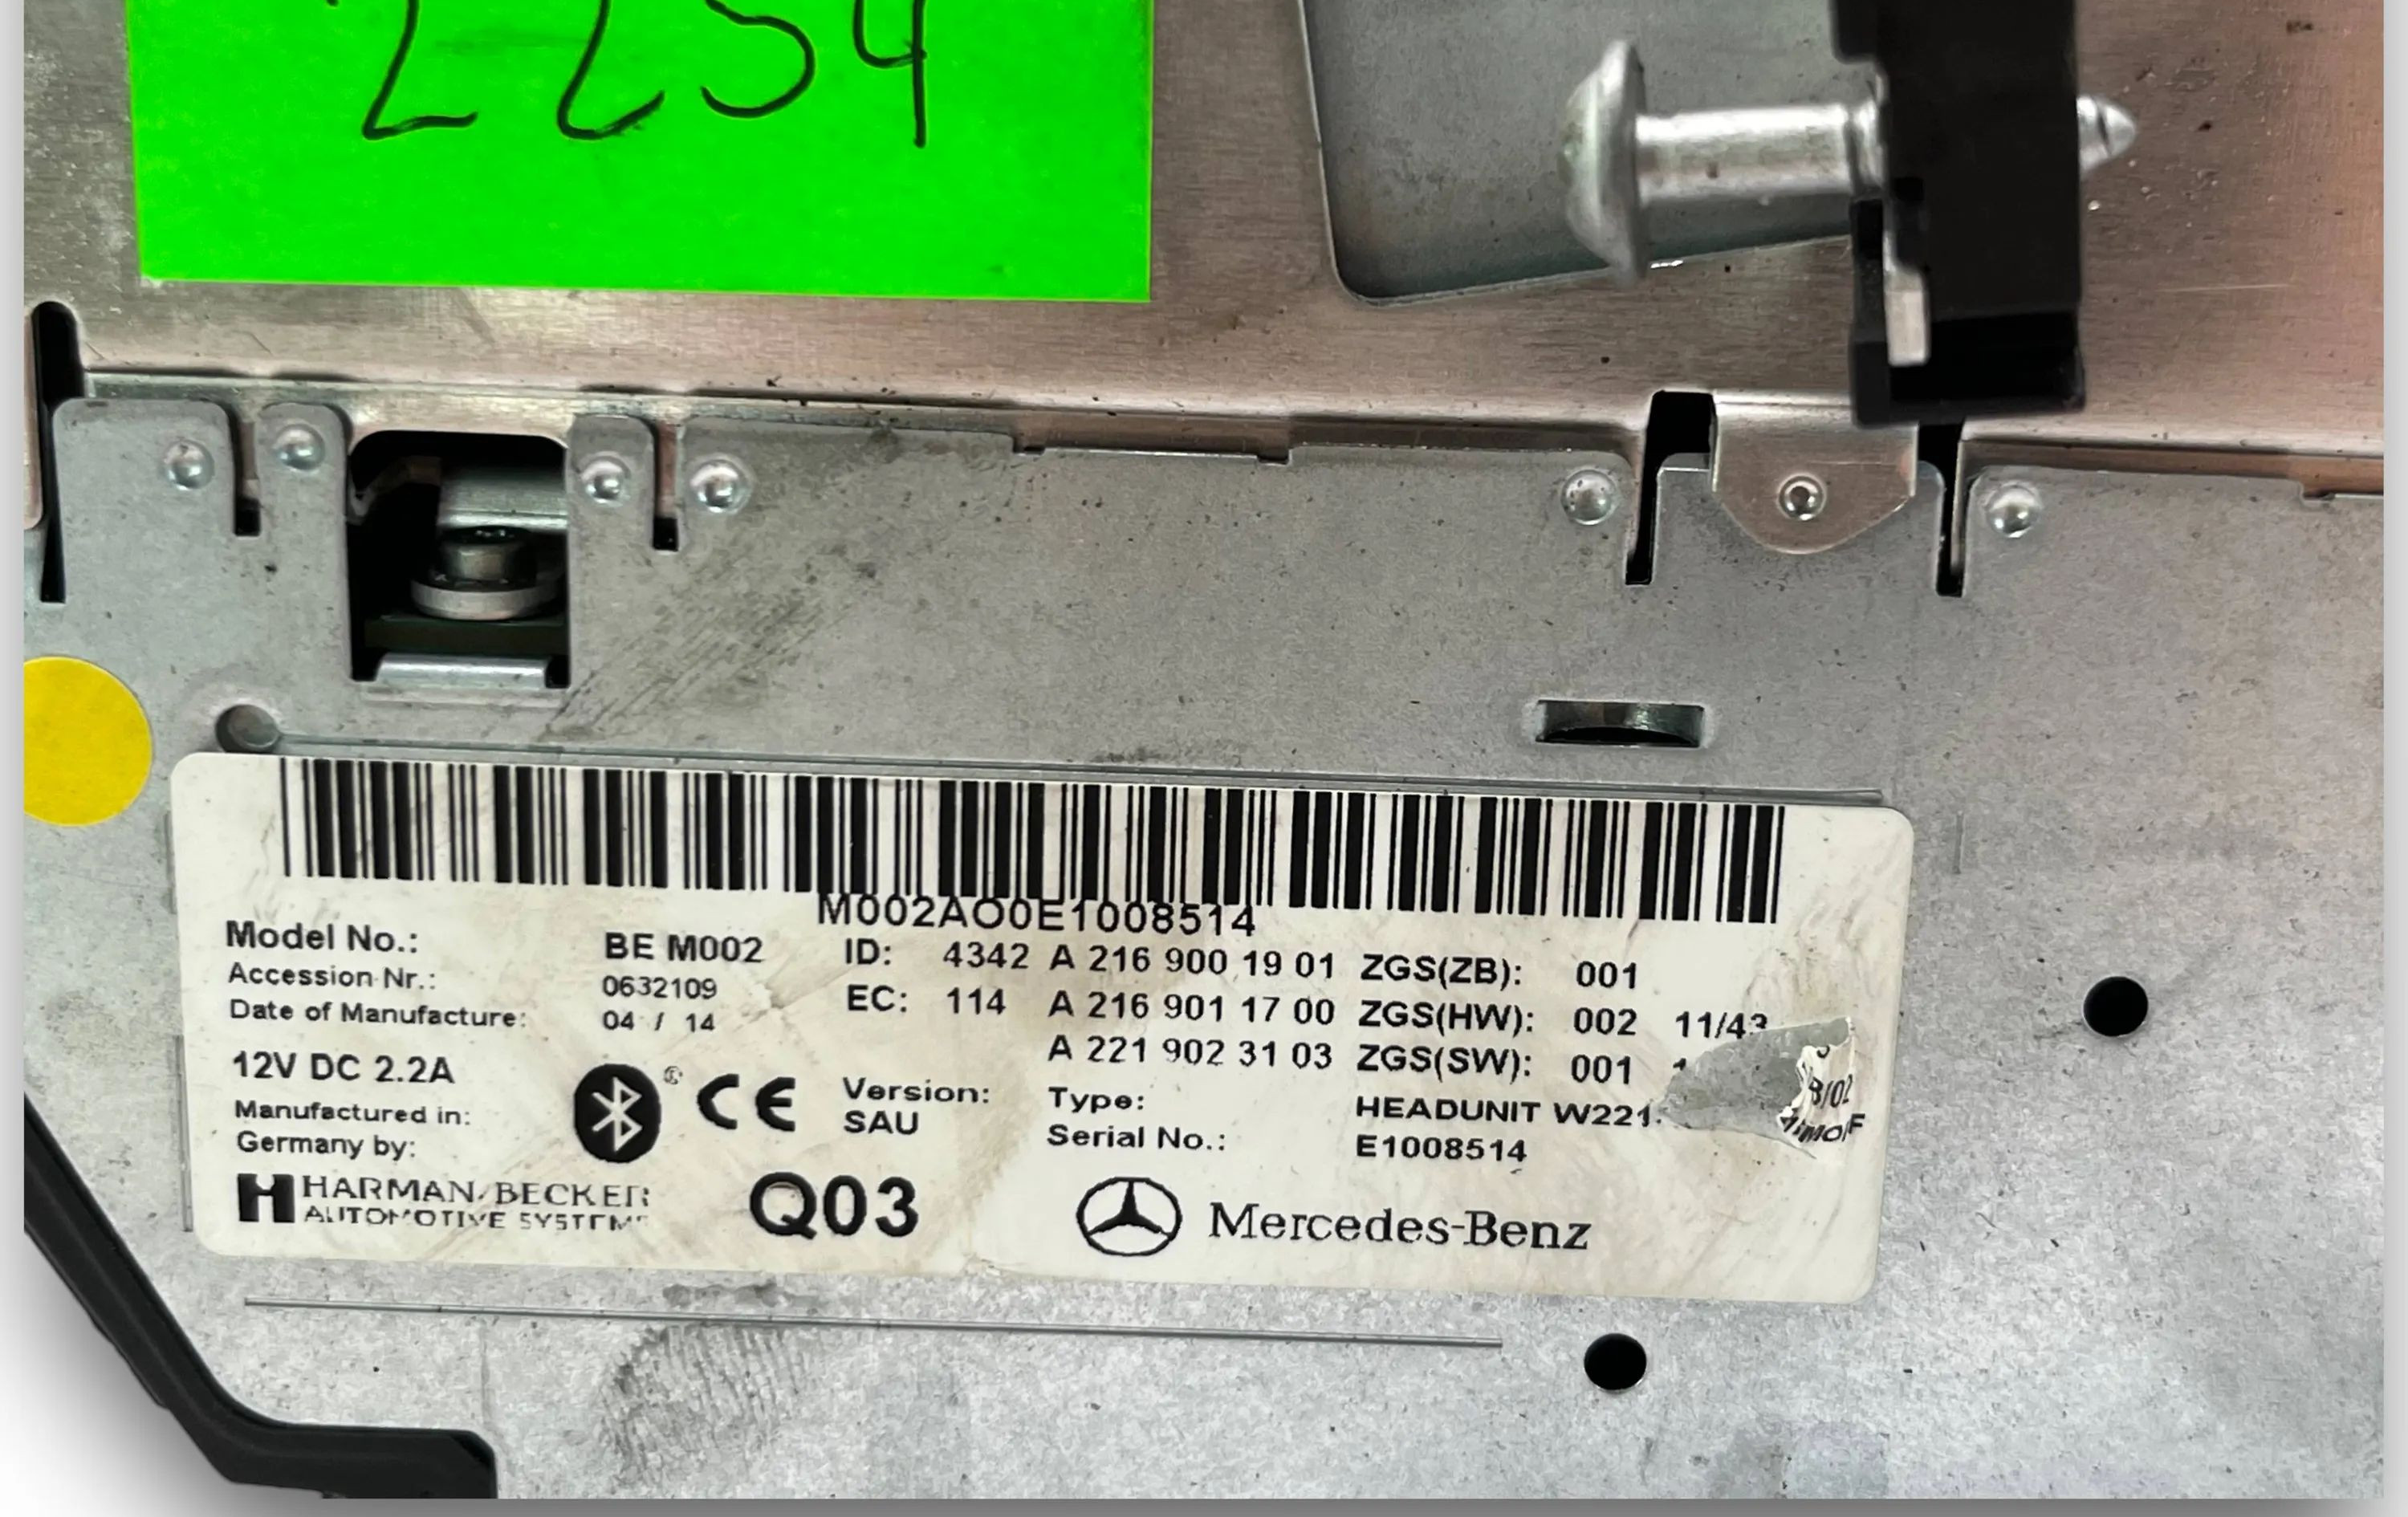 2254
M002AO0E1008514
Model No.: BE M002 ID: 4342 A 216 900 19 01 ZGS(ZB): 001
Accession Nr.: 0632109
Date of Manufacture: 04 / 14 EC: 114 A 216 901 17 00 ZGS(HW): 002 11/43
A 221 902 31 03 ZGS(SW): 001
12V DC 2.2A
Manufactured in:
Germany by:
CE
Version:
SAU
Type: HEADUNIT W221
Serial No.: E1008514
HARMAN/BECKER
AUTOMOTIVE SYSTEMS
Q03
Mercedes-Benz